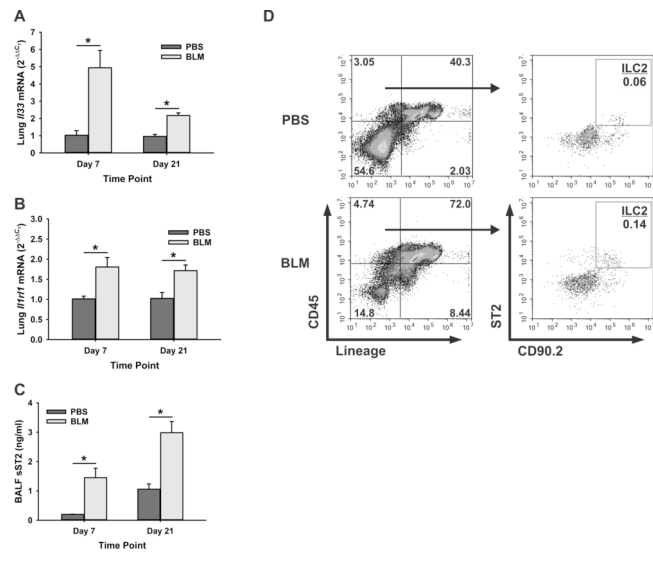 A
PBS
BLM
Lung Il33 mRNA (2^-ΔΔCT)
7
6
5
4
3
2
1
0
*
*
Day 7
Day 21
Time Point
B
PBS
BLM
Lung Il1rl1 mRNA (2^-ΔΔCT)
3.0
2.5
2.0
1.5
1.0
0.5
0.0
*
*
Day 7
Day 21
Time Point
C
PBS
BLM
BALF sST2 (ng/ml)
4
3
2
1
0
*
*
Day 7
Day 21
Time Point
D
PBS
3.05
40.3
54.6
2.03
ILC2
0.06
BLM
4.74
72.0
14.8
8.44
ILC2
0.14
CD45
Lineage
ST2
CD90.2